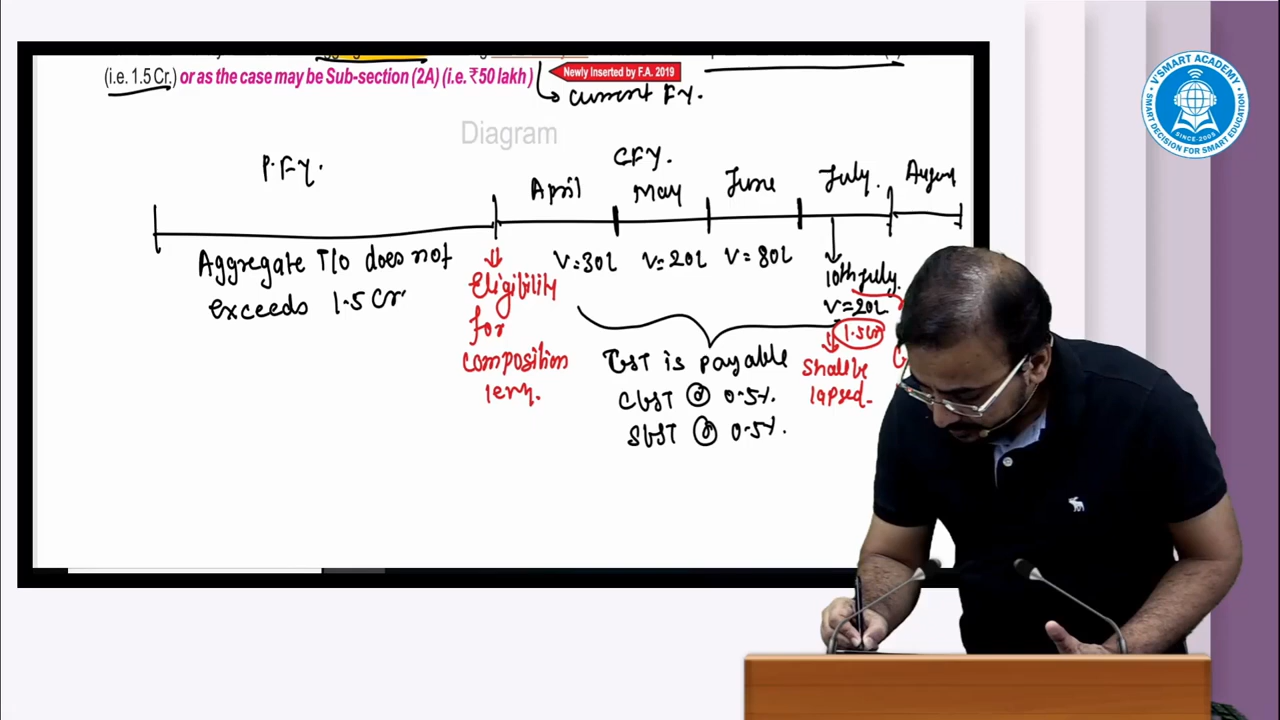 (i.e. 1.5 Cr.) or as the case may be Sub-section (2A) (i.e. ₹50 lakh)
Newly Inserted by F.A. 2019
Current F.Y.
Diagram
P.F.Y.
CFY.
April
May
June
July.
August
Aggregate T/O does not
exceeds 1.5 Cr
V=30L
V=20L
V=80L
10th July.
V=20L
1.5Cr
Eligibility
for
composition
levy.
GST is payable
CGST @ 0.5%.
SGST @ 0.5%.
Shall be
lapsed.
V'SMART ACADEMY
SINCE-2005
SMART DECISION FOR SMART EDUCATION